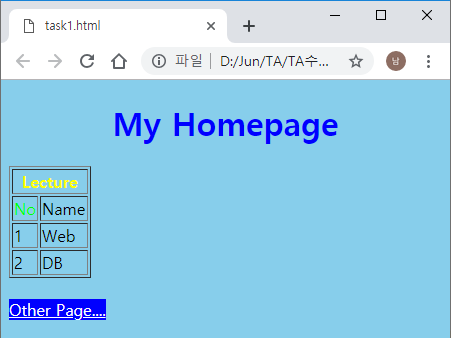 task1.html
파일 D:/Jun/TA/TA수...
남
My Homepage
Lecture
No Name
1 Web
2 DB
Other Page....